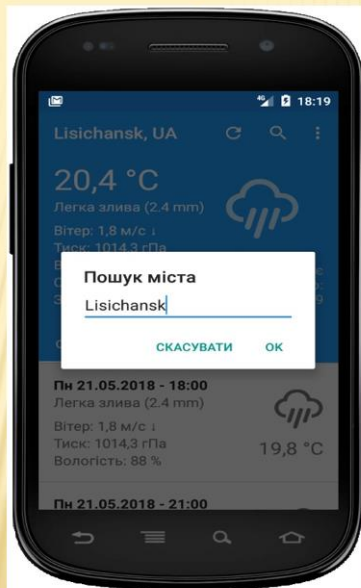 4G 18:19
Lisichansk, UA
20,4 °C
Легка злива (2.4 mm)
Вітер: 1,8 м/с ↓
Тиск: 1014,3 гПа
Пошук міста
Lisichansk
СКАСУВАТИ OK
Пн 21.05.2018 - 18:00
Легка злива (2.4 mm)
Вітер: 1,8 м/с ↓
Тиск: 1014,3 гПа
Вологість: 88 %
19,8 °C
Пн 21.05.2018 - 21:00